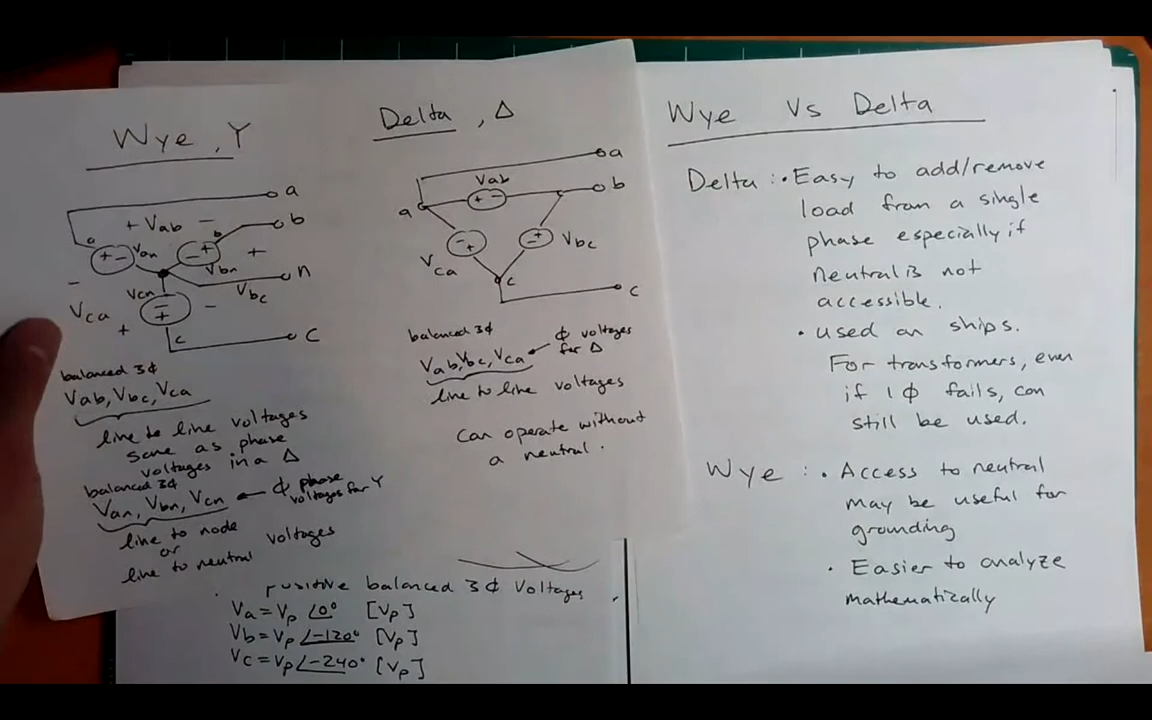 Wye, Y
a
+ Vab −
b
a
+ −
Van
b
− +
+
Vbn
n
−
Vcn
Vbc
Vca
− +
−
+
c
C
balanced 3ϕ
Vab, Vbc, Vca
line to line voltages
same as phase
voltages in a Δ
balanced 3ϕ
Van, Vbn, Vcn ← ϕ phase
voltages for Y
line to node
or
line to neutral voltages
Delta, Δ
a
Vab
b
a
+ −
− +
− +
Vbc
Vca
c
c
balanced 3ϕ
Vab, Vbc, Vca ← ϕ voltages
for Δ
line to line voltages
Can operate without
a neutral.
positive balanced 3ϕ Voltages
Va = Vp ∠0° [Vp]
Vb = Vp ∠-120° [Vp]
Vc = Vp ∠-240° [Vp]
Wye Vs Delta
Delta : • Easy to add/remove
load from a single
phase especially if
neutral is not
accessible.
• used on ships.
For transformers, even
if 1ϕ fails, can
still be used.
Wye : • Access to neutral
may be useful for
grounding
• Easier to analyze
mathematically